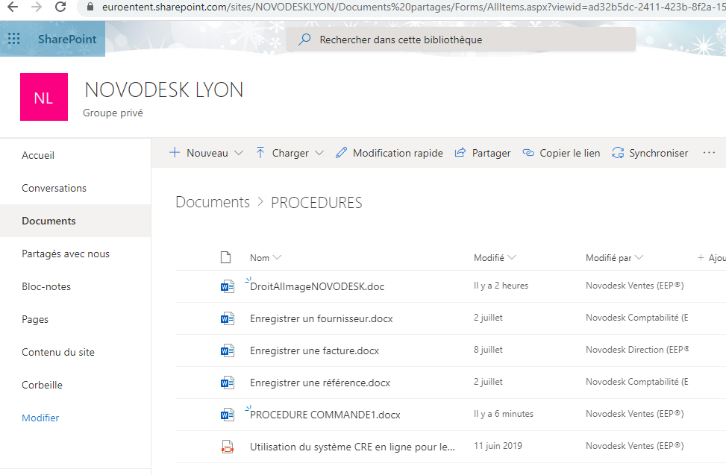 euroentent.sharepoint.com/sites/NOVODESKLYON/Documents%20partages/Forms/AllItems.aspx?viewid=ad32b5dc-2411-423b-8f2a-15
SharePoint
Rechercher dans cette bibliothèque
NL
NOVODESK LYON
Groupe privé
Accueil
Conversations
Documents
Partagés avec nous
Bloc-notes
Pages
Contenu du site
Corbeille
Modifier
Nouveau Charger Modification rapide Partager Copier le lien Synchroniser ...
Documents > PROCEDURES
Nom Modifié Modifié par + Ajou
DroitAlImageNOVODESK.doc Il y a 2 heures Novodesk Ventes (EEP®)
Enregistrer un fournisseur.docx 2 juillet Novodesk Comptabilité (E
Enregistrer une facture.docx 8 juillet Novodesk Direction (EEP®
Enregistrer une référence.docx 2 juillet Novodesk Comptabilité (E
PROCEDURE COMMANDE1.docx Il y a 6 minutes Novodesk Ventes (EEP®)
Utilisation du système CRE en ligne pour le... 11 juin 2019 Novodesk Ventes (EEP®)